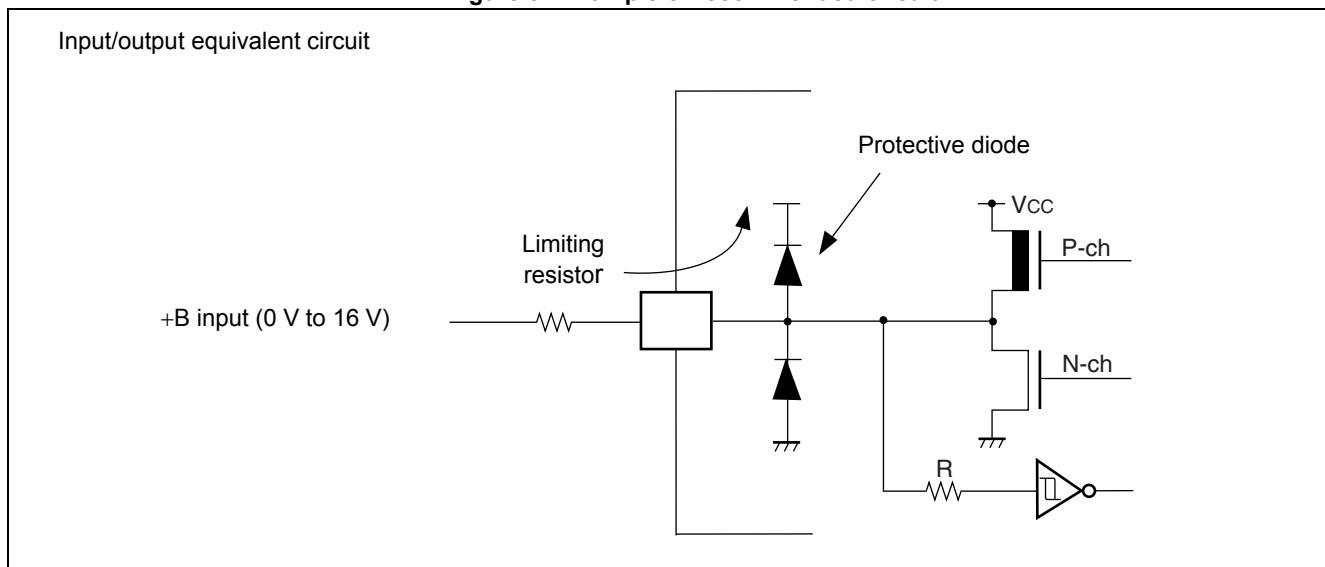 Input/output equivalent circuit
Protective diode
VCC
Limiting
resistor
P-ch
+B input (0 V to 16 V)
N-ch
R